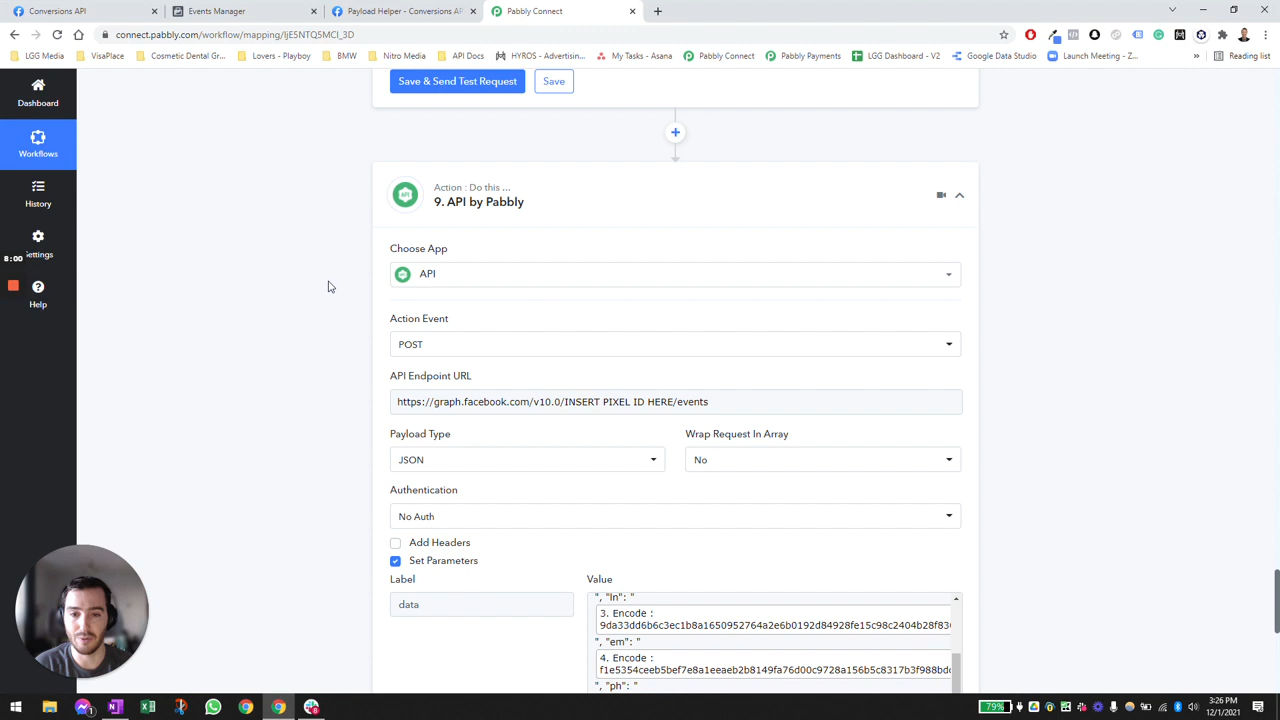 Conversions API
Events Manager
Payload Helper - Conversions API
Pabbly Connect
connect.pabbly.com/workflow/mapping/IjE5NTQ5MCI_3D
LGG Media
VisaPlace
Cosmetic Dental Gr...
Lovers - Playboy
BMW
Nitro Media
API Docs
HYROS - Advertisin...
My Tasks - Asana
Pabbly Connect
Pabbly Payments
LGG Dashboard - V2
Google Data Studio
Launch Meeting - Z...
»
Reading list
Dashboard
Workflows
History
8:00
ettings
Help
Save & Send Test Request
Save
Action : Do this ...
9. API by Pabbly
Choose App
API
Action Event
POST
API Endpoint URL
https://graph.facebook.com/v10.0/INSERT PIXEL ID HERE/events
Payload Type
Wrap Request In Array
JSON
No
Authentication
No Auth
Add Headers
Set Parameters
Label
Value
data
", "ln": "
3. Encode :
", "em": "
4. Encode :
", "ph": "
79%
3:26 PM
12/1/2021